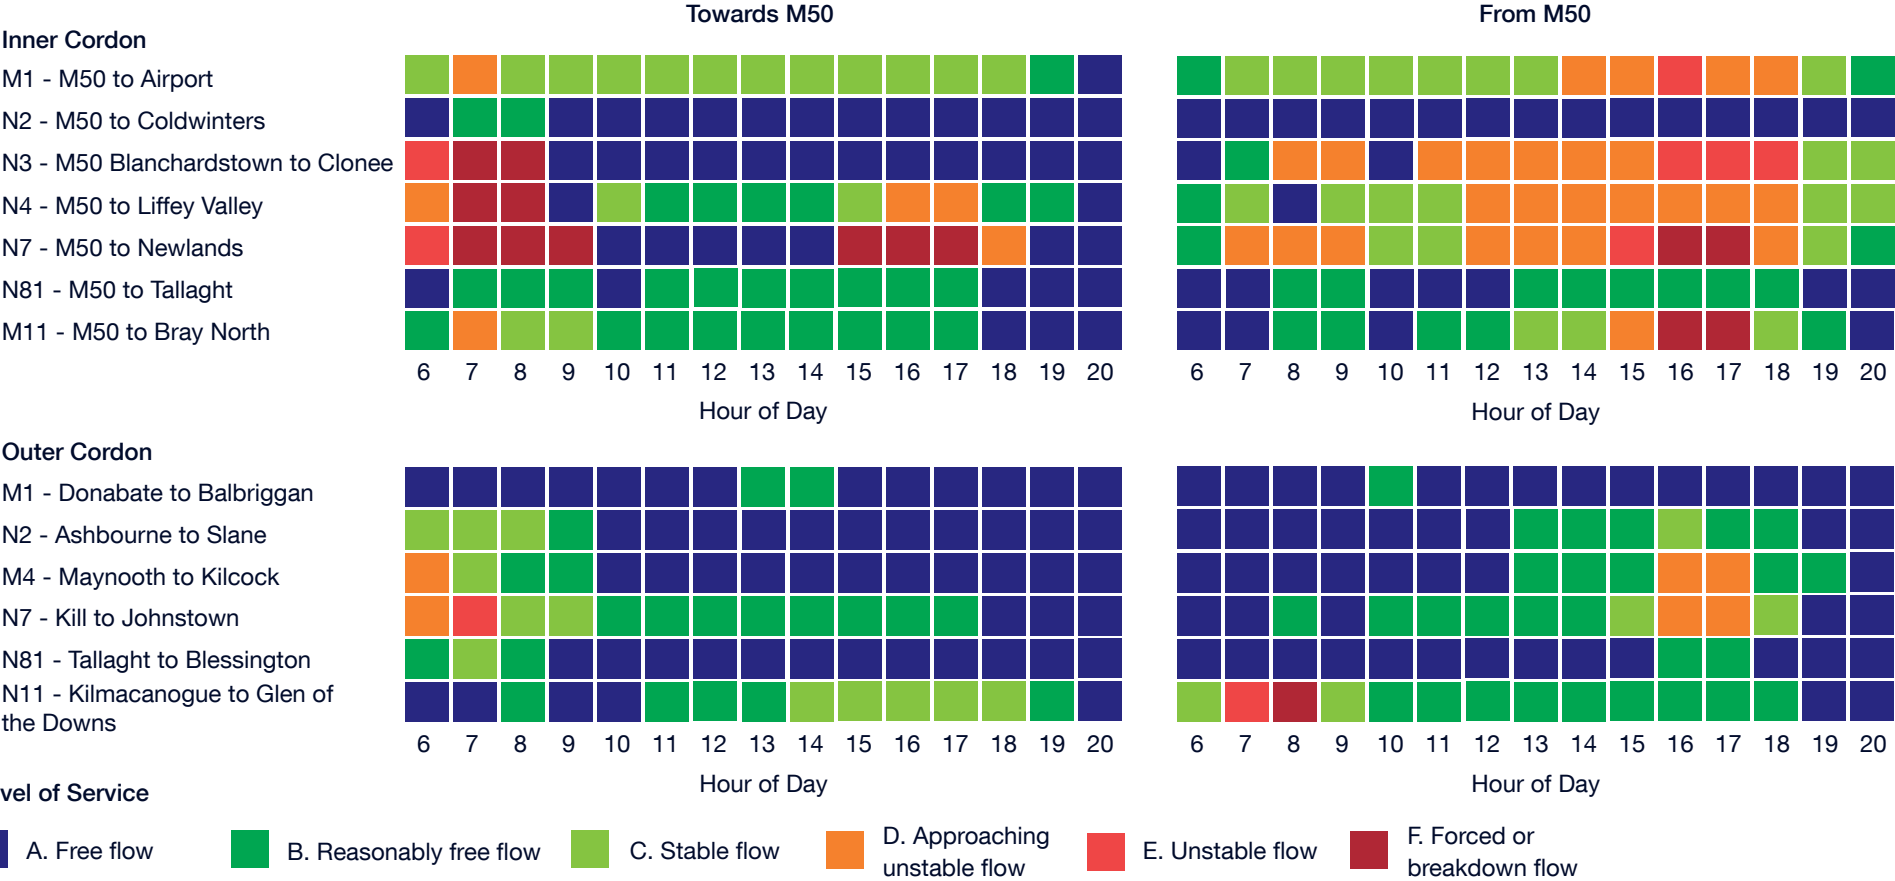 Towards M50
From M50
Inner Cordon
M1 - M50 to Airport
N2 - M50 to Coldwinters
N3 - M50 Blanchardstown to Clonee
N4 - M50 to Liffey Valley
N7 - M50 to Newlands
N81 - M50 to Tallaght
M11 - M50 to Bray North
6 7 8 9 10 11 12 13 14 15 16 17 18 19 20
6 7 8 9 10 11 12 13 14 15 16 17 18 19 20
Hour of Day
Hour of Day
Outer Cordon
M1 - Donabate to Balbriggan
N2 - Ashbourne to Slane
M4 - Maynooth to Kilcock
N7 - Kill to Johnstown
N81 - Tallaght to Blessington
N11 - Kilmacanogue to Glen of
the Downs
6 7 8 9 10 11 12 13 14 15 16 17 18 19 20
6 7 8 9 10 11 12 13 14 15 16 17 18 19 20
Hour of Day
Hour of Day
vel of Service
A. Free flow
B. Reasonably free flow
C. Stable flow
D. Approaching
unstable flow
E. Unstable flow
F. Forced or
breakdown flow